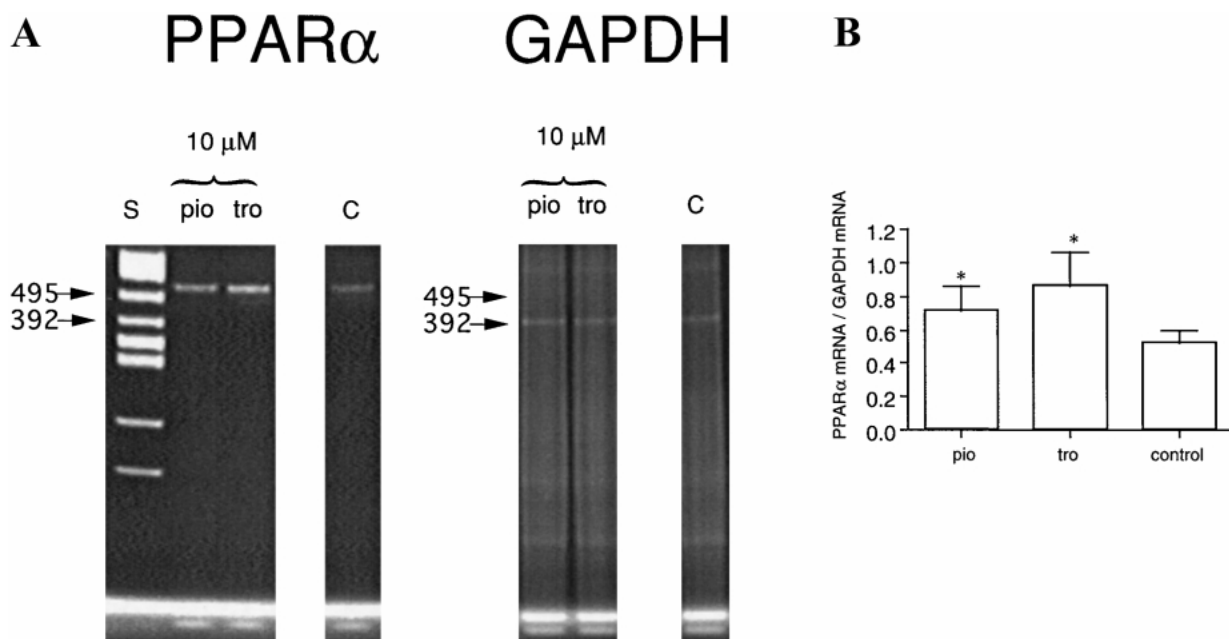 A PPARα GAPDH B
10 μM 10 μM
S pio tro C pio tro C
495
392
495
392
PPARα mRNA / GAPDH mRNA
1.2
1.0
0.8
0.6
0.4
0.2
0.0
* *
pio tro control